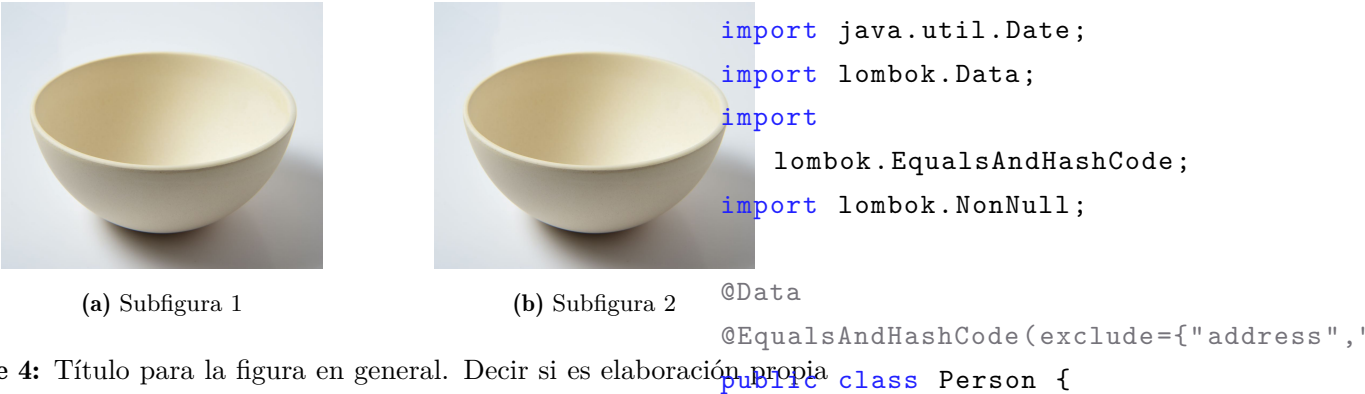 import java.util.Date;
import lombok.Data;
import
lombok.EqualsAndHashCode;
import lombok.NonNull;
@Data
@EqualsAndHashCode(exclude={"address",'
public class Person {
(a) Subfigura 1
(b) Subfigura 2
e 4: Título para la figura en general. Decir si es elaboración propia